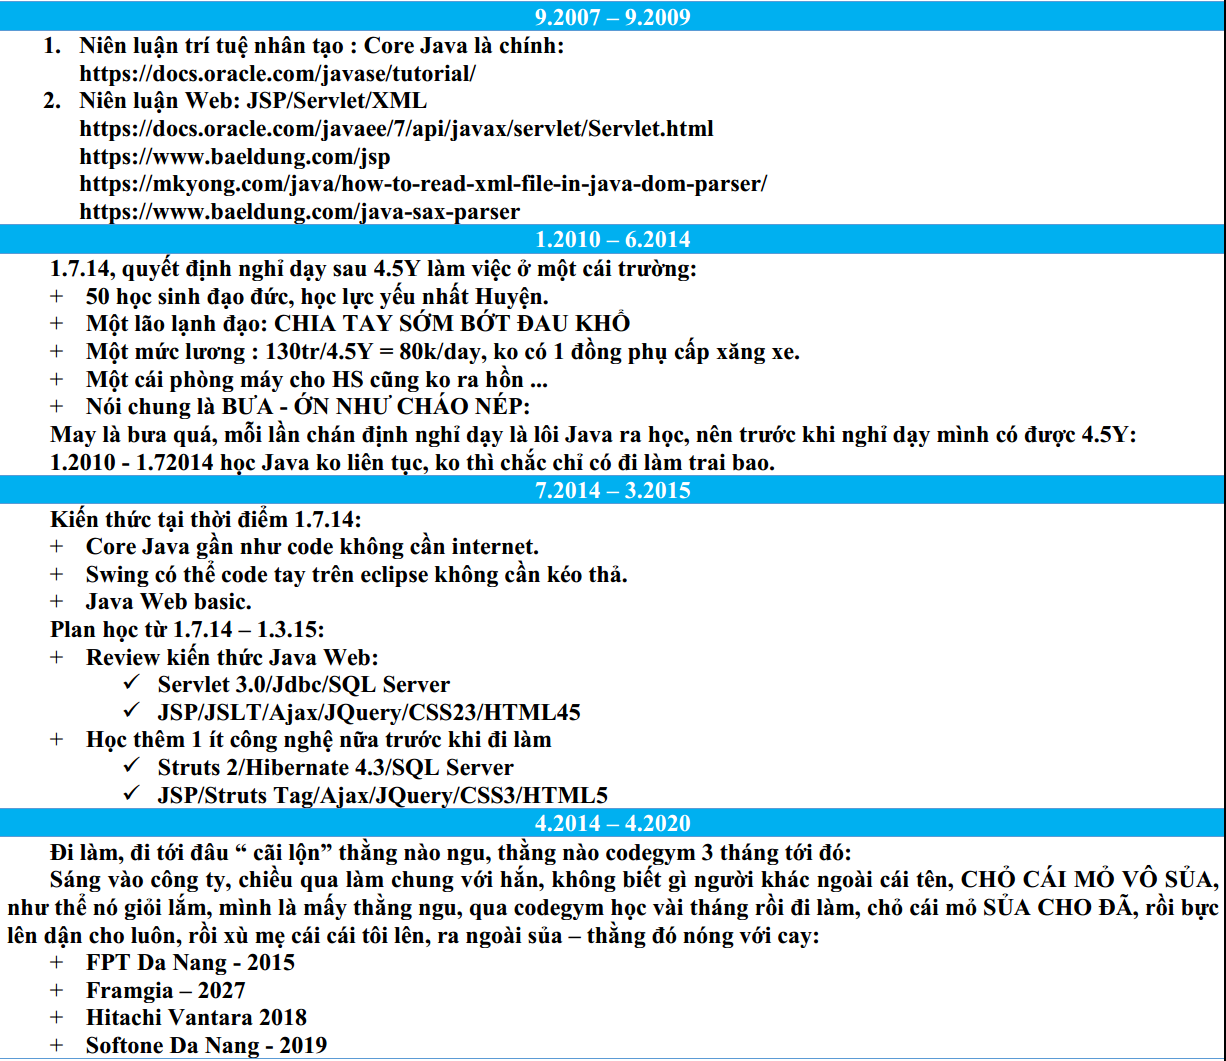 9.2007 – 9.2009
1. Niên luận trí tuệ nhân tạo : Core Java là chính:
https://docs.oracle.com/javase/tutorial/
2. Niên luận Web: JSP/Servlet/XML
https://docs.oracle.com/javaee/7/api/javax/servlet/Servlet.html
https://www.baeldung.com/jsp
https://mkyong.com/java/how-to-read-xml-file-in-java-dom-parser/
https://www.baeldung.com/java-sax-parser
1.2010 – 6.2014
1.7.14, quyết định nghỉ dạy sau 4.5Y làm việc ở một cái trường:
+ 50 học sinh đạo đức, học lực yếu nhất Huyện.
+ Một lão lạnh đạo: CHIA TAY SỚM BỚT ĐAU KHỔ
+ Một mức lương : 130tr/4.5Y = 80k/day, ko có 1 đồng phụ cấp xăng xe.
+ Một cái phòng máy cho HS cũng ko ra hồn ...
+ Nói chung là BƯA - ỚN NHƯ CHÁO NÉP:
May là bưa quá, mỗi lần chán định nghỉ dạy là lôi Java ra học, nên trước khi nghỉ dạy mình có được 4.5Y:
1.2010 - 1.72014 học Java ko liên tục, ko thì chắc chỉ có đi làm trai bao.
7.2014 – 3.2015
Kiến thức tại thời điểm 1.7.14:
+ Core Java gần như code không cần internet.
+ Swing có thể code tay trên eclipse không cần kéo thả.
+ Java Web basic.
Plan học từ 1.7.14 – 1.3.15:
+ Review kiến thức Java Web:
✓ Servlet 3.0/Jdbc/SQL Server
✓ JSP/JSLT/Ajax/JQuery/CSS23/HTML45
+ Học thêm 1 ít công nghệ nữa trước khi đi làm
✓ Struts 2/Hibernate 4.3/SQL Server
✓ JSP/Struts Tag/Ajax/JQuery/CSS3/HTML5
4.2014 – 4.2020
Đi làm, đi tới đâu “ cãi lộn” thằng nào ngu, thằng nào codegym 3 tháng tới đó:
Sáng vào công ty, chiều qua làm chung với hắn, không biết gì người khác ngoài cái tên, CHỎ CÁI MỎ VÔ SỦA,
như thể nó giỏi lắm, mình là mấy thằng ngu, qua codegym học vài tháng rồi đi làm, chỏ cái mỏ SỦA CHO ĐÃ, rồi bực
lên dận cho luôn, rồi xù mẹ cái cái tôi lên, ra ngoài sủa – thằng đó nóng với cay:
+ FPT Da Nang - 2015
+ Framgia – 2027
+ Hitachi Vantara 2018
+ Softone Da Nang - 2019